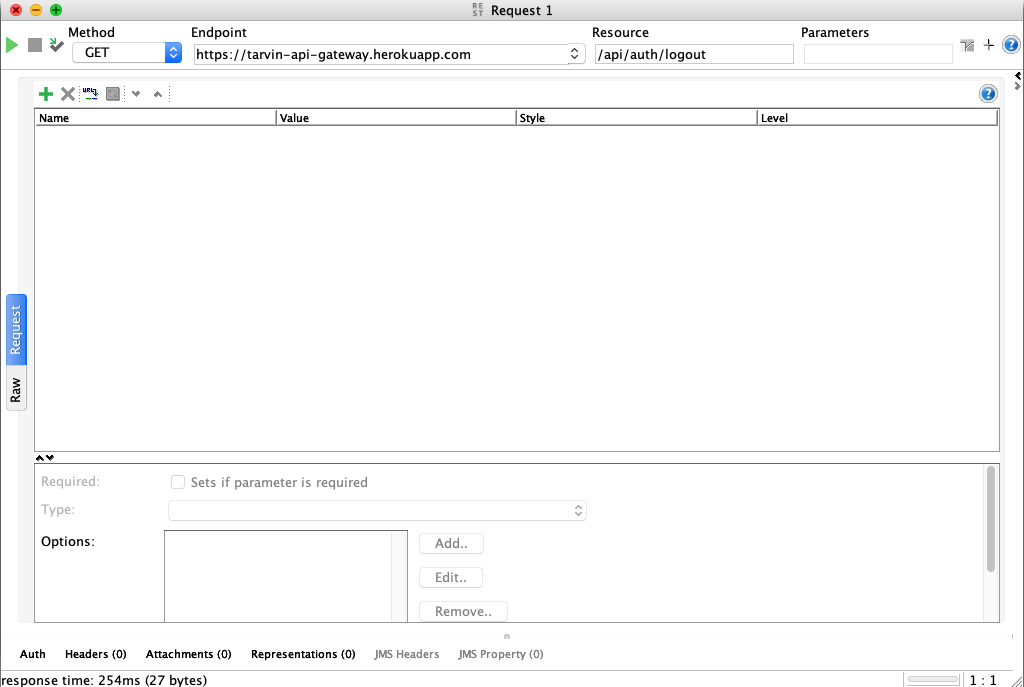 REST Request 1
Method Endpoint Resource Parameters
GET https://tarvin-api-gateway.herokuapp.com /api/auth/logout
Name Value Style Level
Request
Raw
Required: Sets if parameter is required
Type:
Options: Add..
Edit..
Remove..
Auth Headers (0) Attachments (0) Representations (0) JMS Headers JMS Property (0)
response time: 254ms (27 bytes) 1 : 1